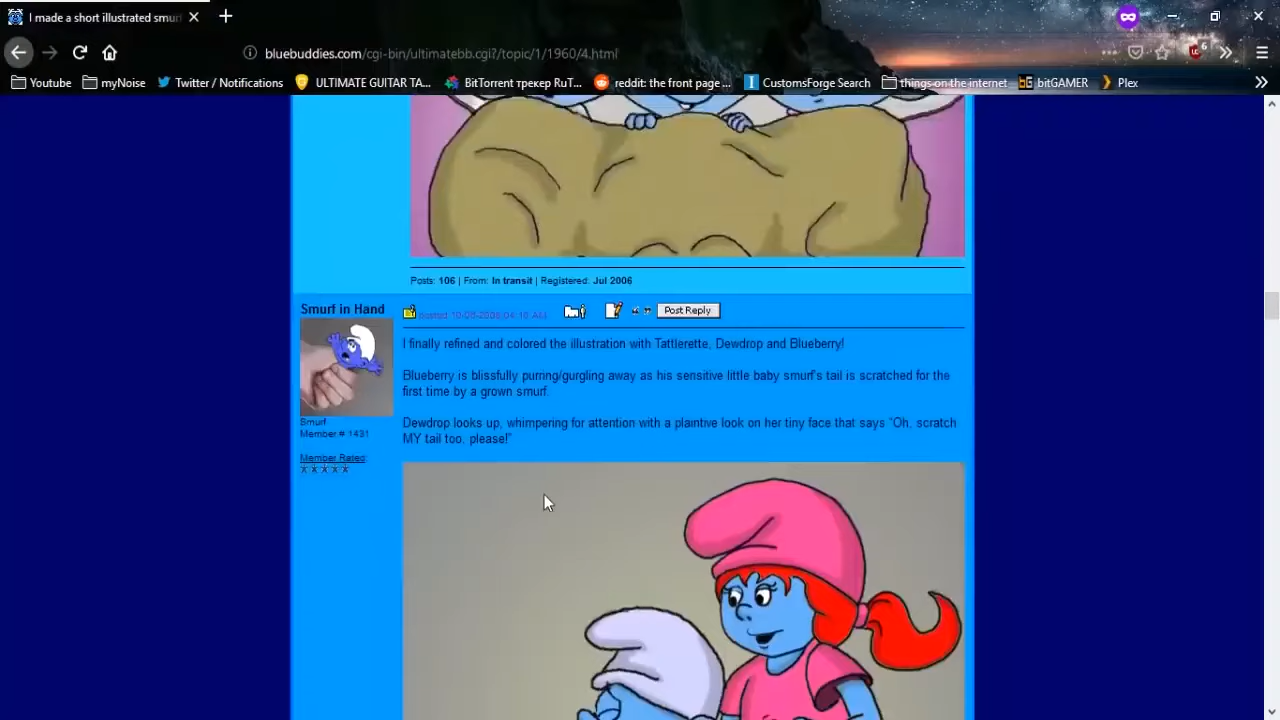 I made a short illustrated smur
bluebuddies.com/cgi-bin/ultimatebb.cgi?/topic/1/1960/4.html
6
Youtube
myNoise
Twitter / Notifications
ULTIMATE GUITAR TA...
BitTorrent трекер RuT...
reddit: the front page ...
CustomsForge Search
things on the internet
bitGAMER
Plex
Posts: 106 | From: In transit | Registered: Jul 2006
Smurf in Hand
Post Reply
Smurf
Member # 1431
Member Rated:
I finally refined and colored the illustration with Tattlerette, Dewdrop and Blueberry!
Blueberry is blissfully purring/gurgling away as his sensitive little baby smurf's tail is scratched for the
first time by a grown smurf.
Dewdrop looks up, whimpering for attention with a plaintive look on her tiny face that says "Oh, scratch
MY tail too, please!"